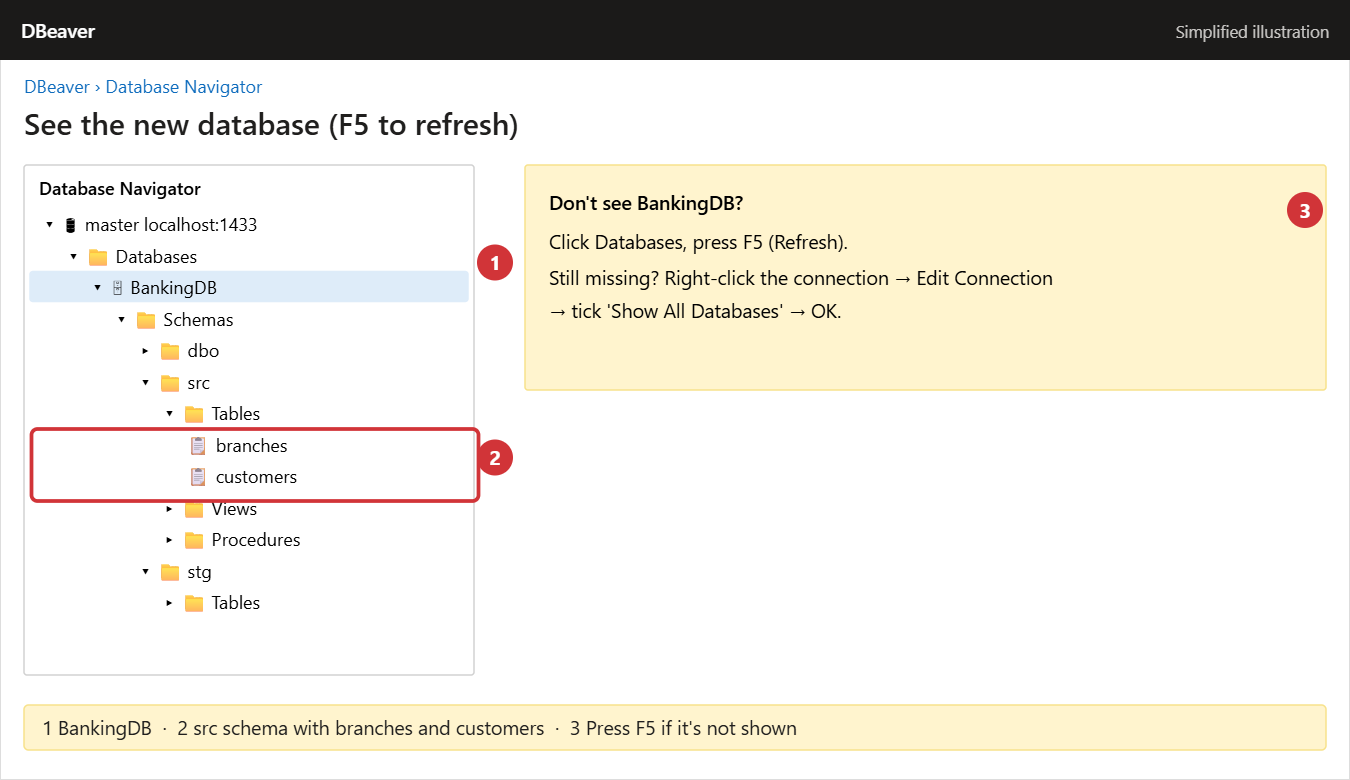 DBeaver
Simplified illustration
DBeaver › Database Navigator
See the new database (F5 to refresh)
Database Navigator
master localhost:1433
Databases
BankingDB
Schemas
dbo
src
Tables
branches
customers
Views
Procedures
stg
Tables
1
2
Don't see BankingDB?
3
Click Databases, press F5 (Refresh).
Still missing? Right-click the connection → Edit Connection
→ tick 'Show All Databases' → OK.
1 BankingDB · 2 src schema with branches and customers · 3 Press F5 if it's not shown